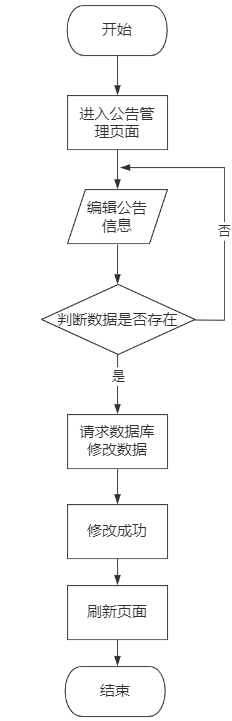 开始
进入公告管
理页面
编辑公告
信息
否
判断数据是否存在
是
请求数据库
修改数据
修改成功
刷新页面
结束